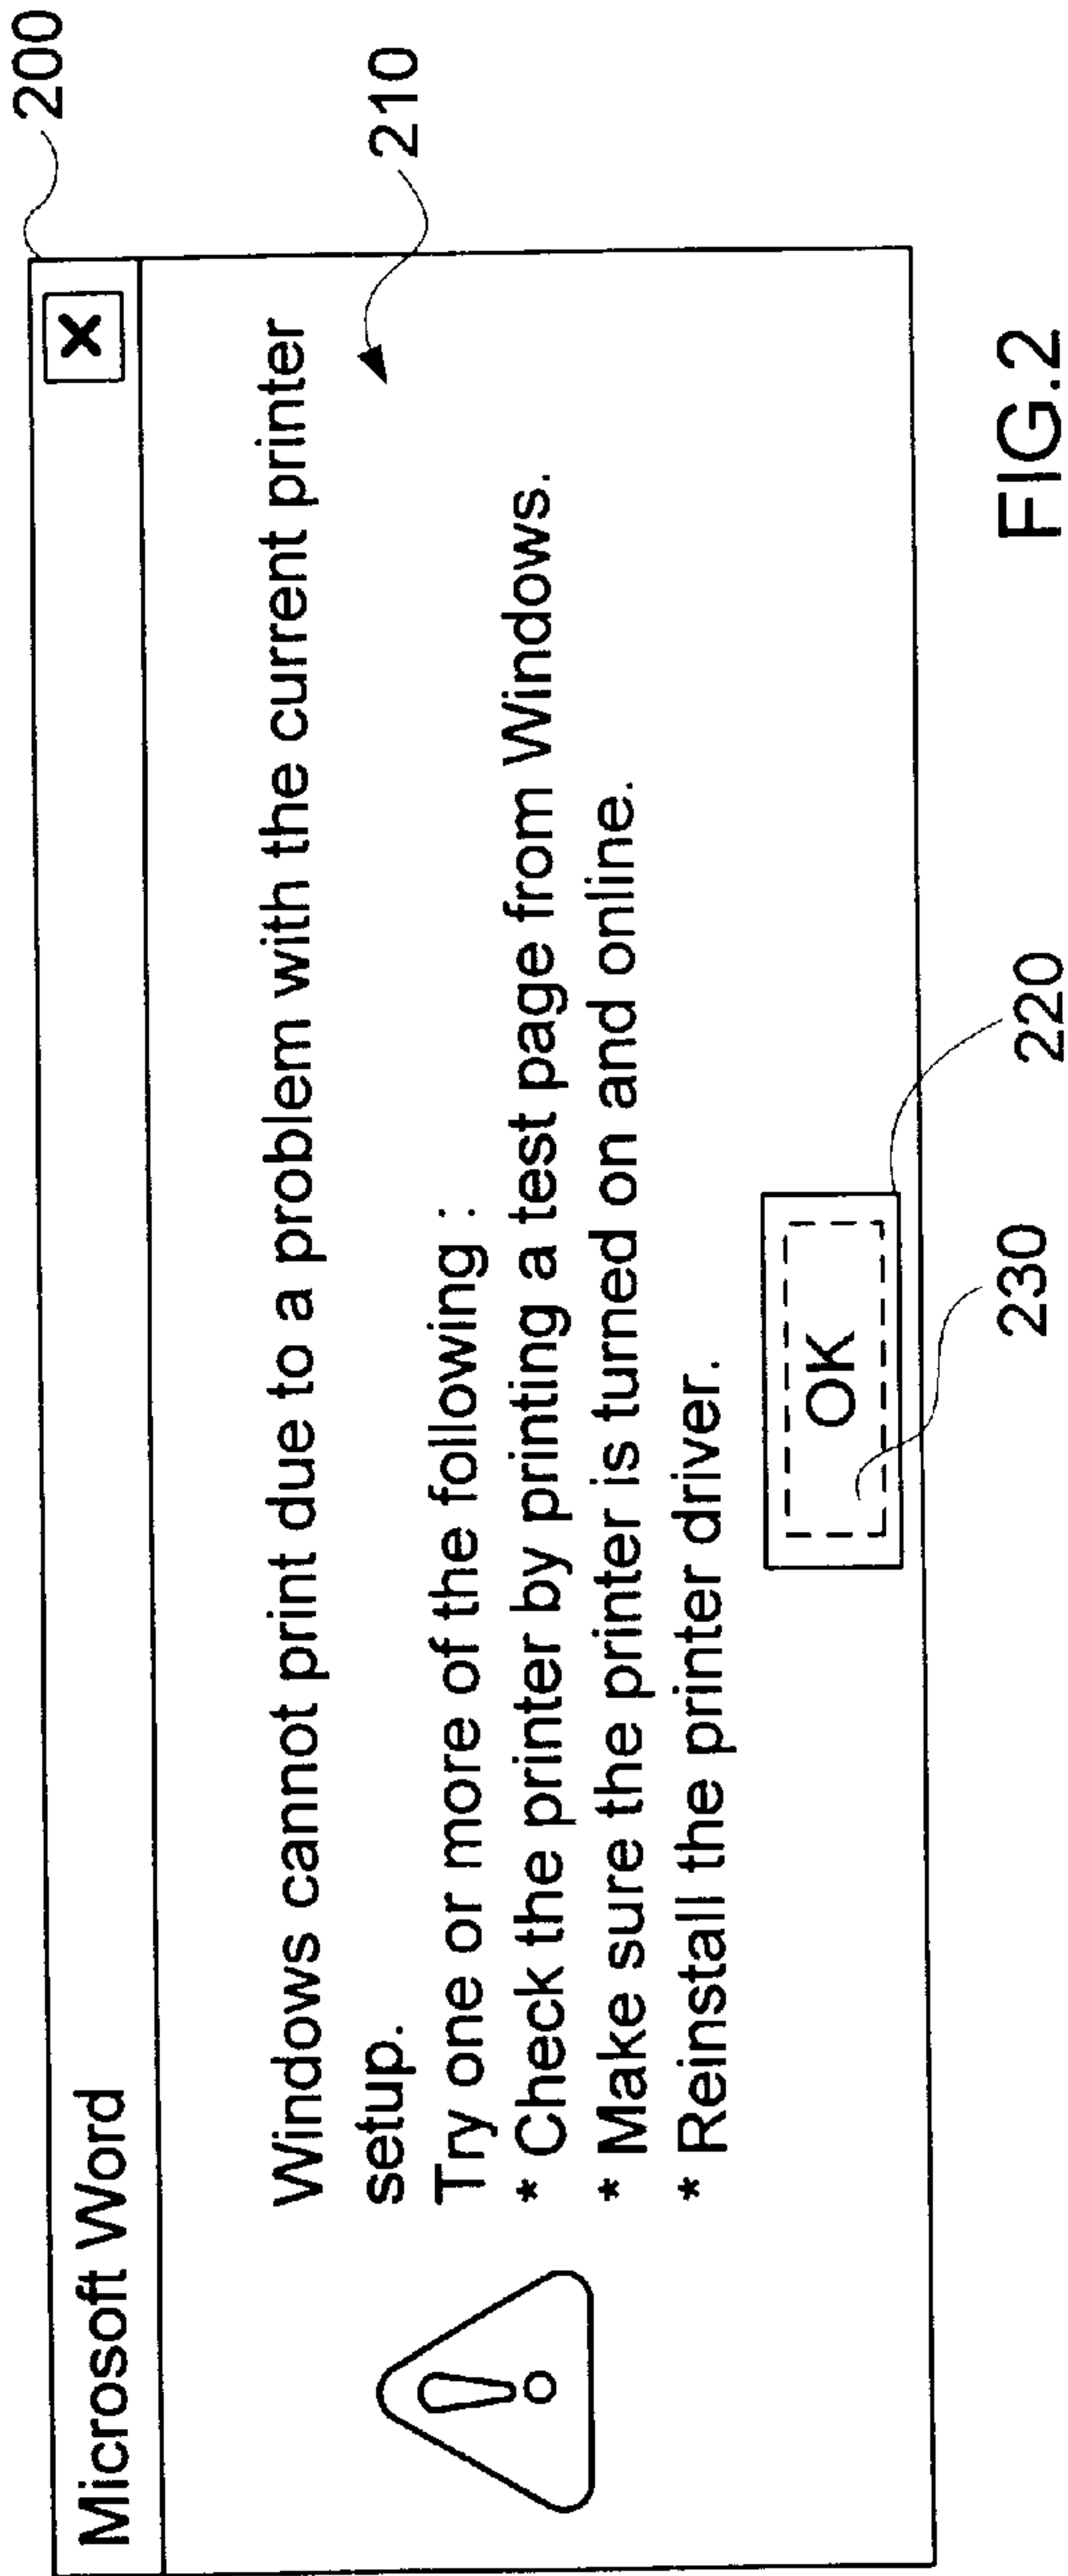 200
Microsoft Word
X
210
Windows cannot print due to a problem with the current printer
setup.
Try one or more of the following :
* Check the printer by printing a test page from Windows.
* Make sure the printer is turned on and online.
* Reinstall the printer driver.
!
OK
230
220
FIG.2